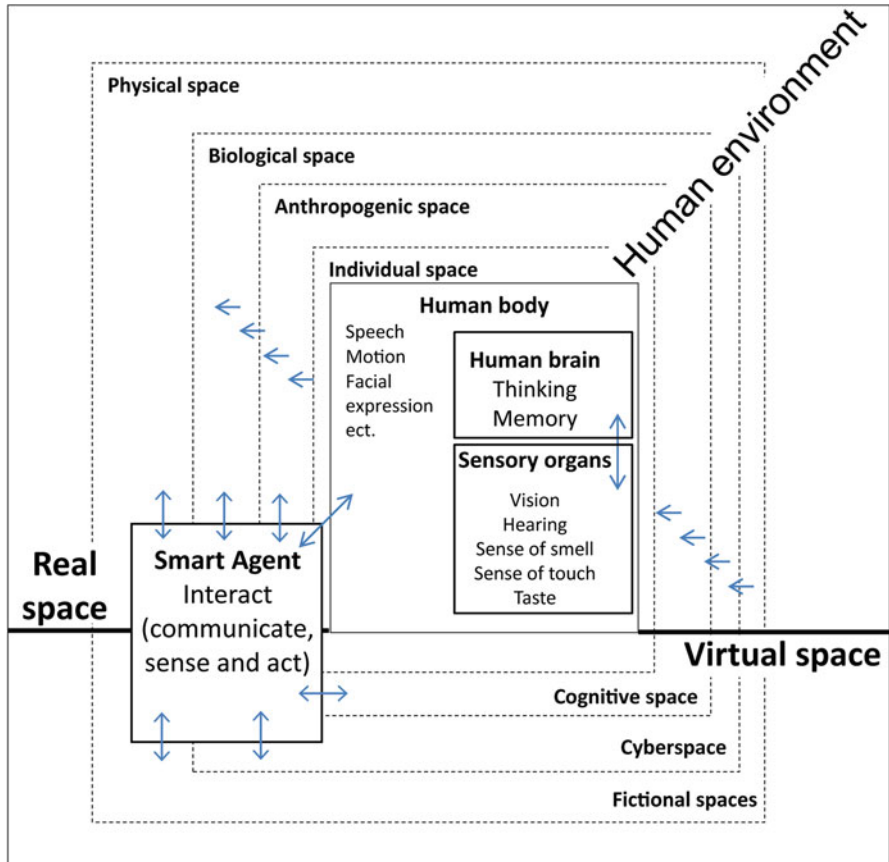 Human environment
Physical space
Biological space
Anthropogenic space
Individual space
Human body
Speech
Motion
Facial
expression
ect.
Human brain
Thinking
Memory
Sensory organs
Vision
Hearing
Sense of smell
Sense of touch
Taste
Real
space
Smart Agent
Interact
(communicate,
sense and act)
Virtual space
Cognitive space
Cyberspace
Fictional spaces